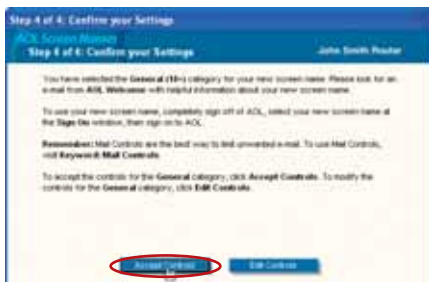 Step 4 of 4: Confirm your Settings
AOL Screen Names
Step 4 of 4: Confirm your Settings
John Smith
You have selected the General (18+) category for your new screen name. Please look for an
e-mail from AOL Welcome with helpful information about your new screen name.
To use your new screen name, completely sign off of AOL, select your new screen name at
the Sign On window, then sign on to AOL.
Remember: Mail Controls are the best way to limit unwanted e-mail. To use Mail Controls,
visit Keyword: Mail Controls.
To accept the controls for the General category, click Accept Controls. To modify the
controls for the General category, click Edit Controls.
Accept Controls
Edit Controls